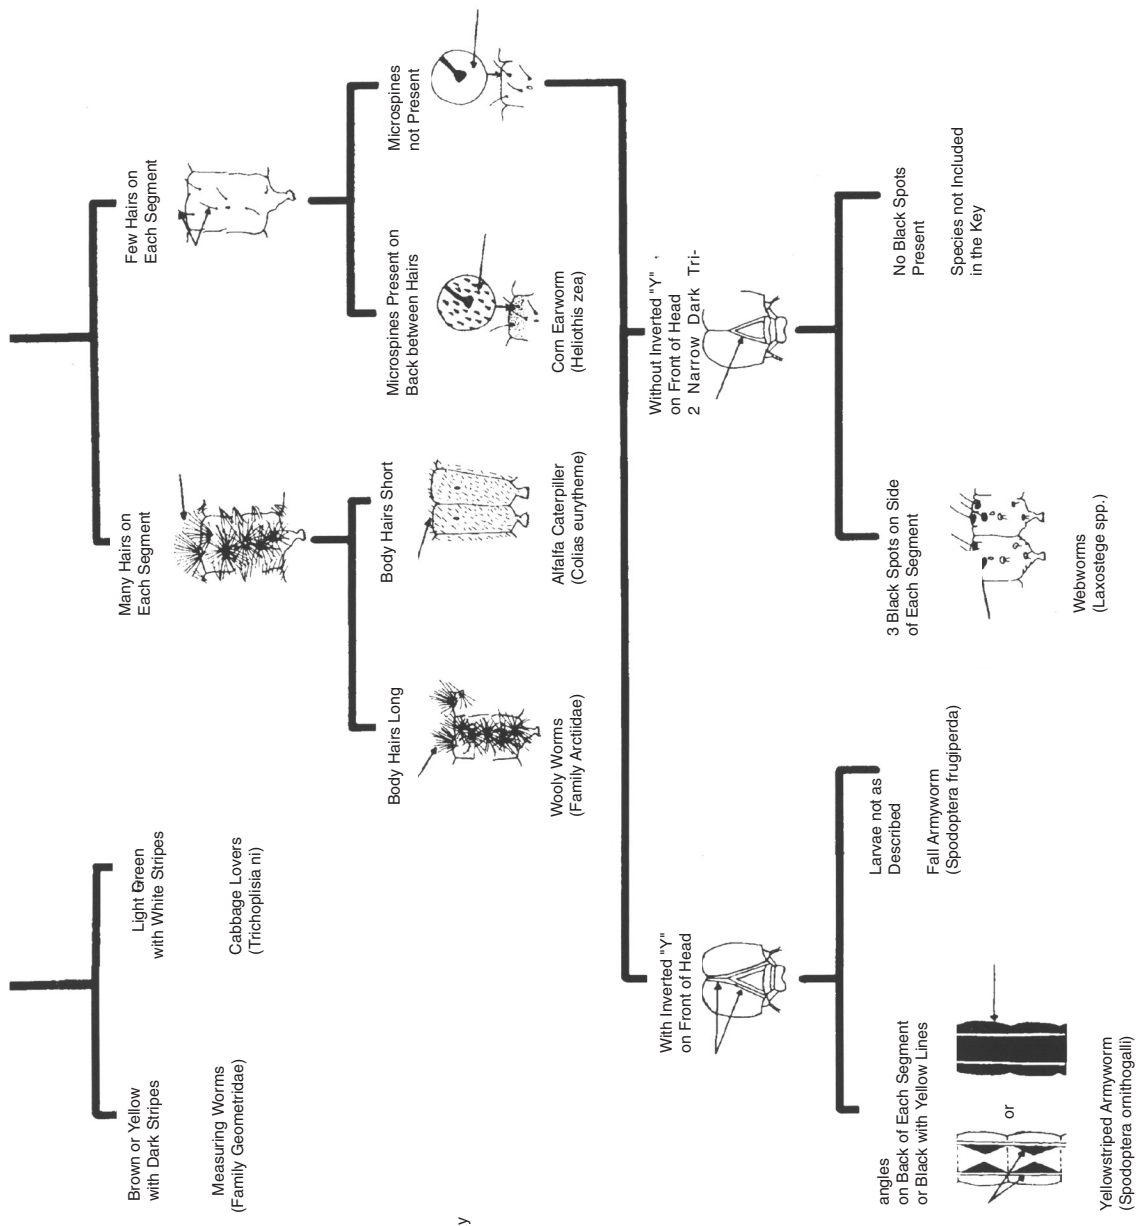 Brown or Yellow
with Dark Stripes
Measuring Worms
(Family Geometridae)
Light Green
with White Stripes
Cabbage Lovers
(Trichoplisia ni)
Many Hairs on
Each Segment
Few Hairs on
Each Segment
Body Hairs Long
Wooly Worms
(Family Arctiidae)
Body Hairs Short
Alfalfa Caterpiller
(Colias eurytheme)
Microspines Present on
Back between Hairs
Corn Earworm
(Heliothis zea)
Microspines
not Present
y
With Inverted "Y"
on Front of Head
Without Inverted "Y"
on Front of Head
2 Narrow Dark Tri-
angles
on Back of Each Segment
or Black with Yellow Lines
or
Yellowstriped Armyworm
(Spodoptera ornithogalli)
Larvae not as
Described
Fall Armyworm
(Spodoptera frugiperda)
3 Black Spots on Side
of Each Segment
Webworms
(Laxostege spp.)
No Black Spots
Present
Species not Included
in the Key